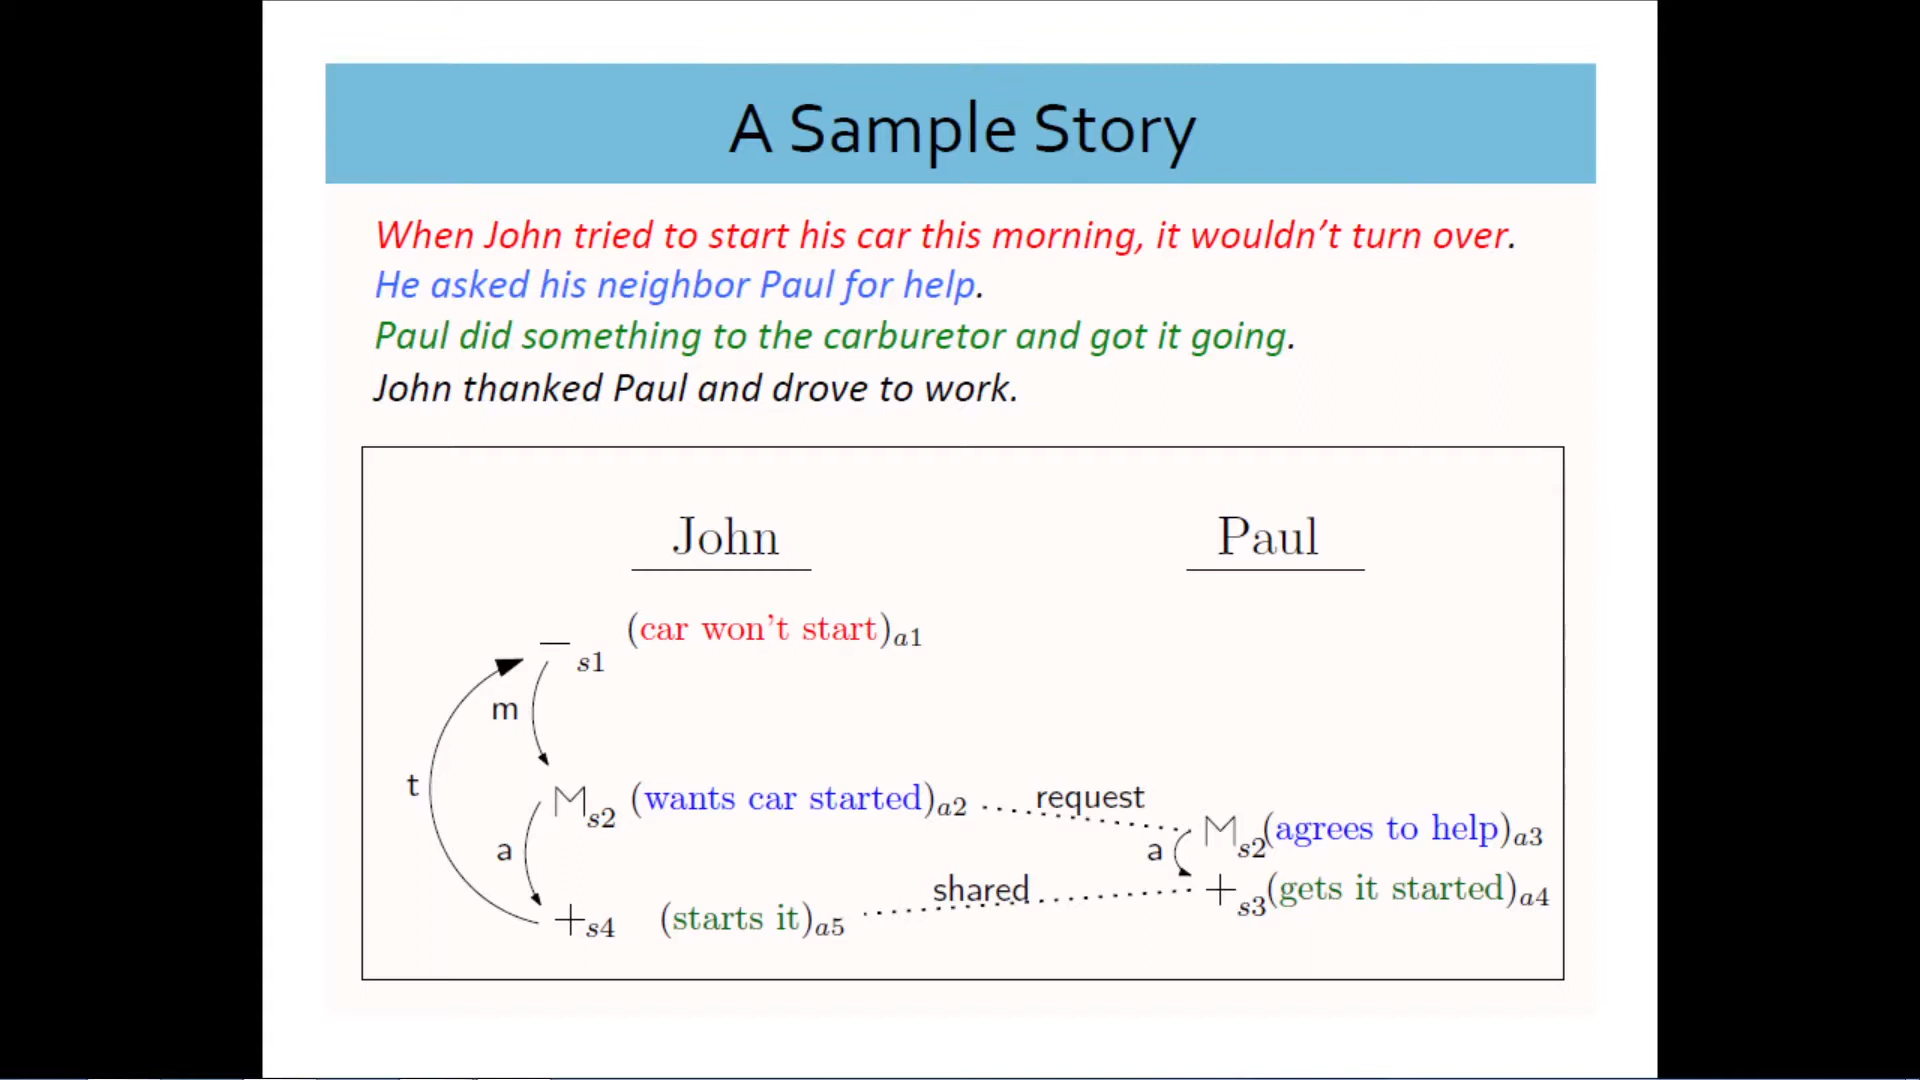 A Sample Story
When John tried to start his car this morning, it wouldn't turn over.
He asked his neighbor Paul for help.
Paul did something to the carburetor and got it going.
John thanked Paul and drove to work.
John Paul
− s1 (car won't start)a1
m
t
M s2 (wants car started)a2 request
M s2 (agrees to help)a3
a a
shared + s3 (gets it started)a4
+ s4 (starts it)a5